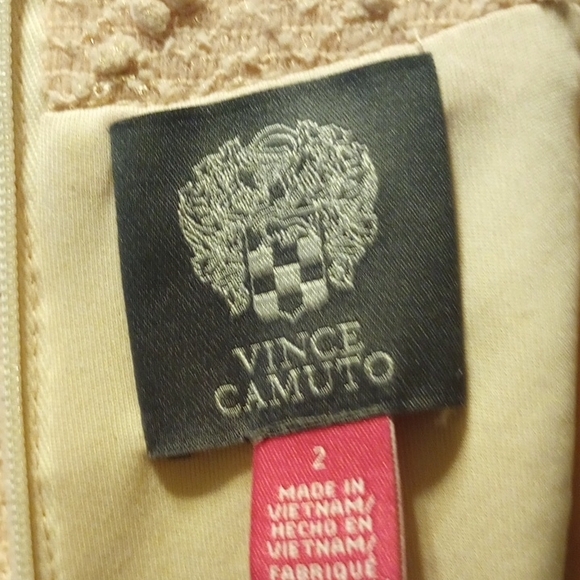 VINCE
CAMUTO
2
MADE IN
VIETNAM/
HECHO EN
VIETNAM/
FABRIQUÉ